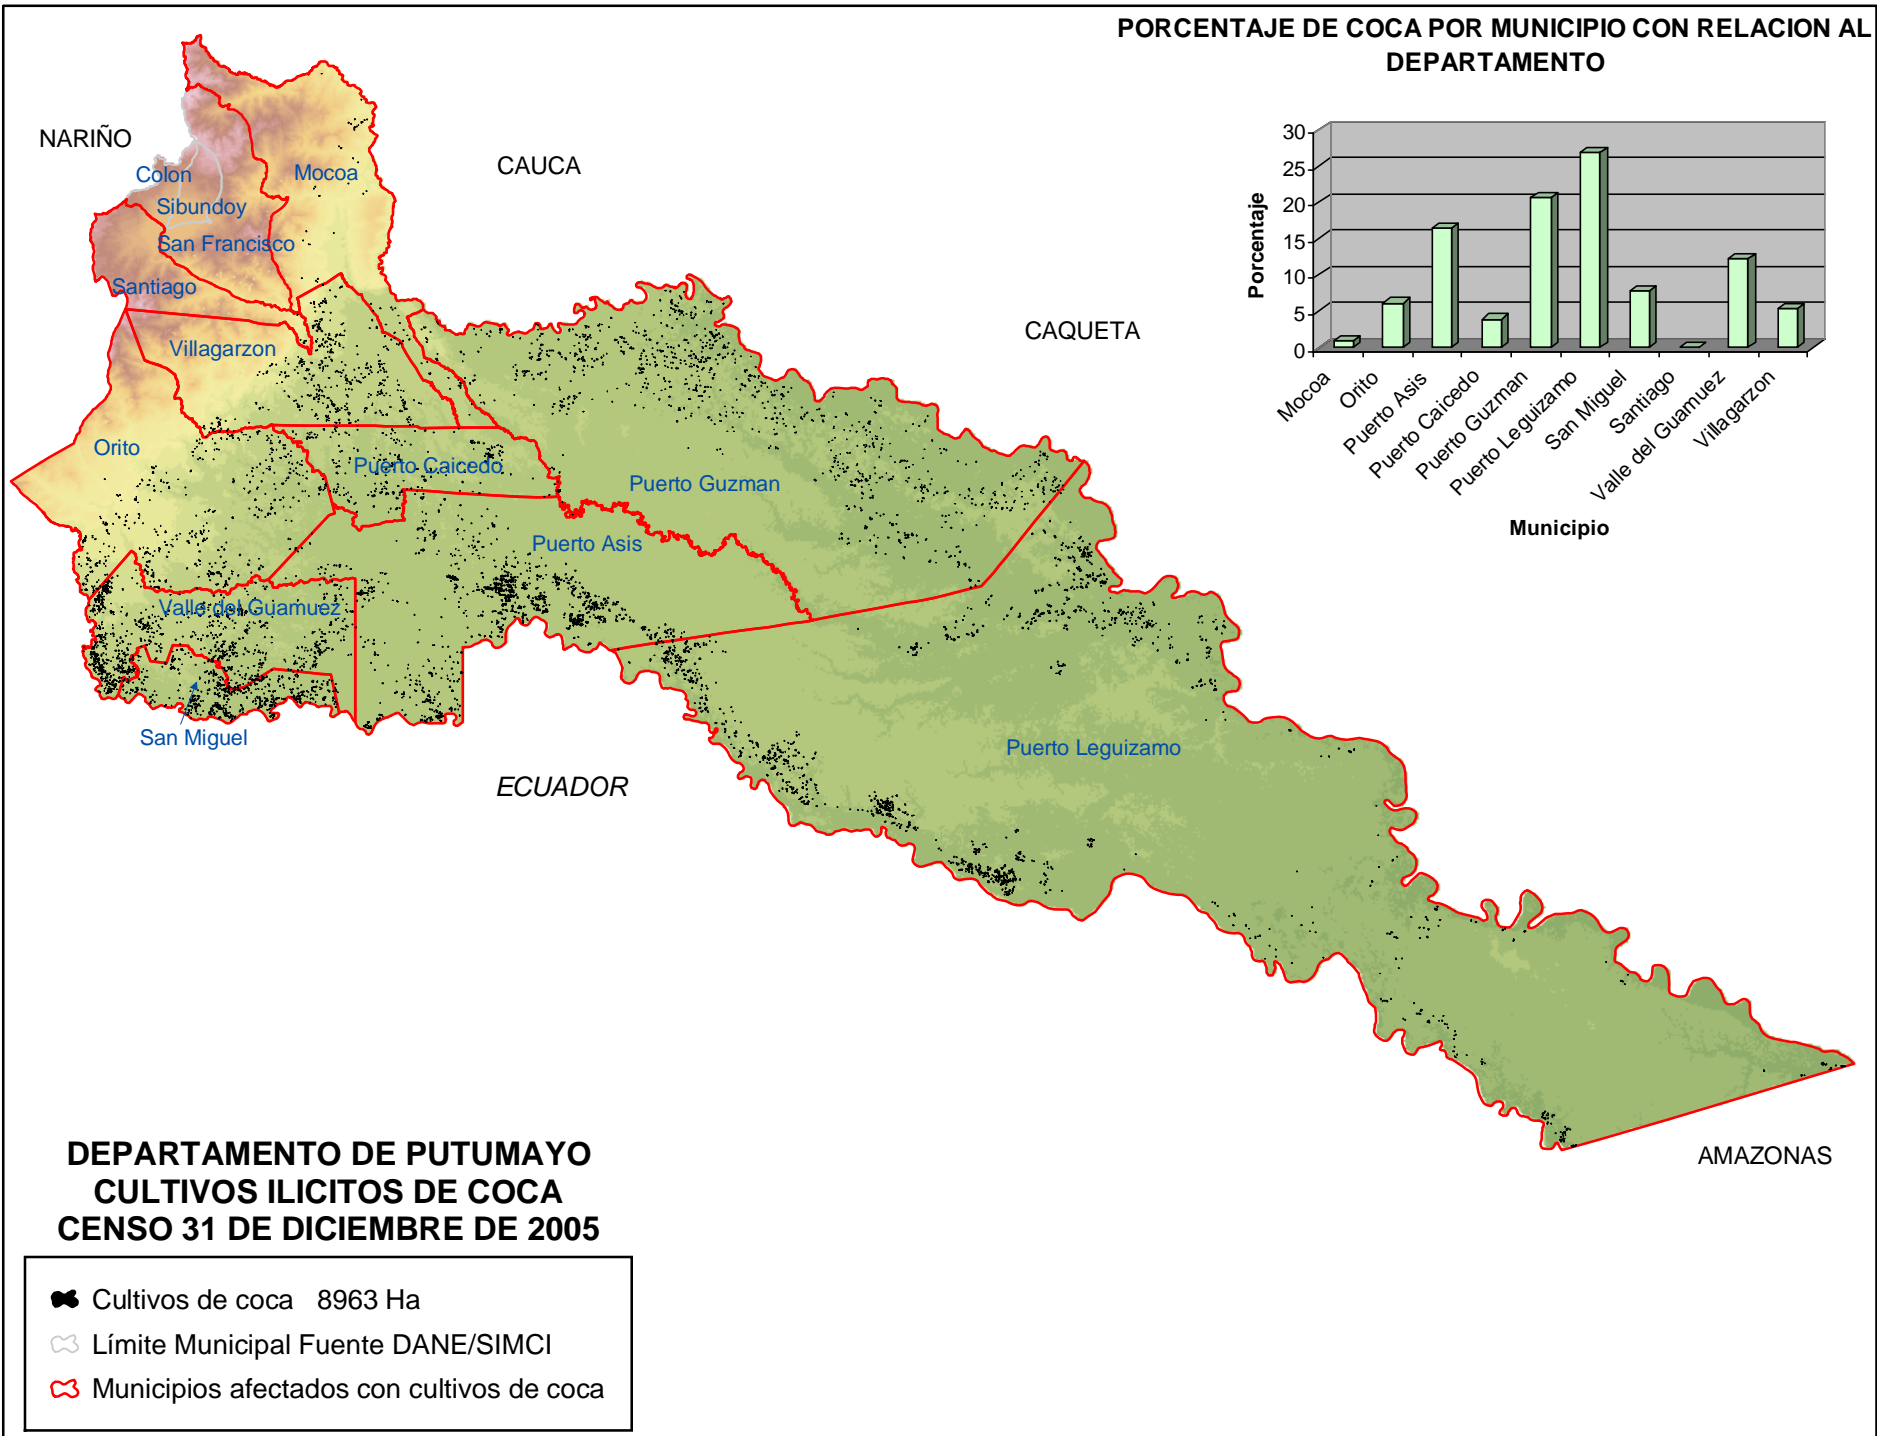 PORCENTAJE DE COCA POR MUNICIPIO CON RELACION AL
DEPARTAMENTO
30
25
20
15
10
5
0
Porcentaje
Mocoa
Orito
Puerto Asis
Puerto Caicedo
Puerto Guzman
Puerto Leguizamo
San Miguel
Santiago
Valle del Guamuez
Villagarzon
Municipio
NARIÑO
CAUCA
CAQUETA
Colon
Mocoa
Sibundoy
San Francisco
Santiago
Villagarzon
Orito
Puerto Caicedo
Puerto Guzman
Puerto Asis
Valle del Guamuez
San Miguel
Puerto Leguizamo
ECUADOR
AMAZONAS
DEPARTAMENTO DE PUTUMAYO
CULTIVOS ILICITOS DE COCA
CENSO 31 DE DICIEMBRE DE 2005
Cultivos de coca 8963 Ha
Límite Municipal Fuente DANE/SIMCI
Municipios afectados con cultivos de coca